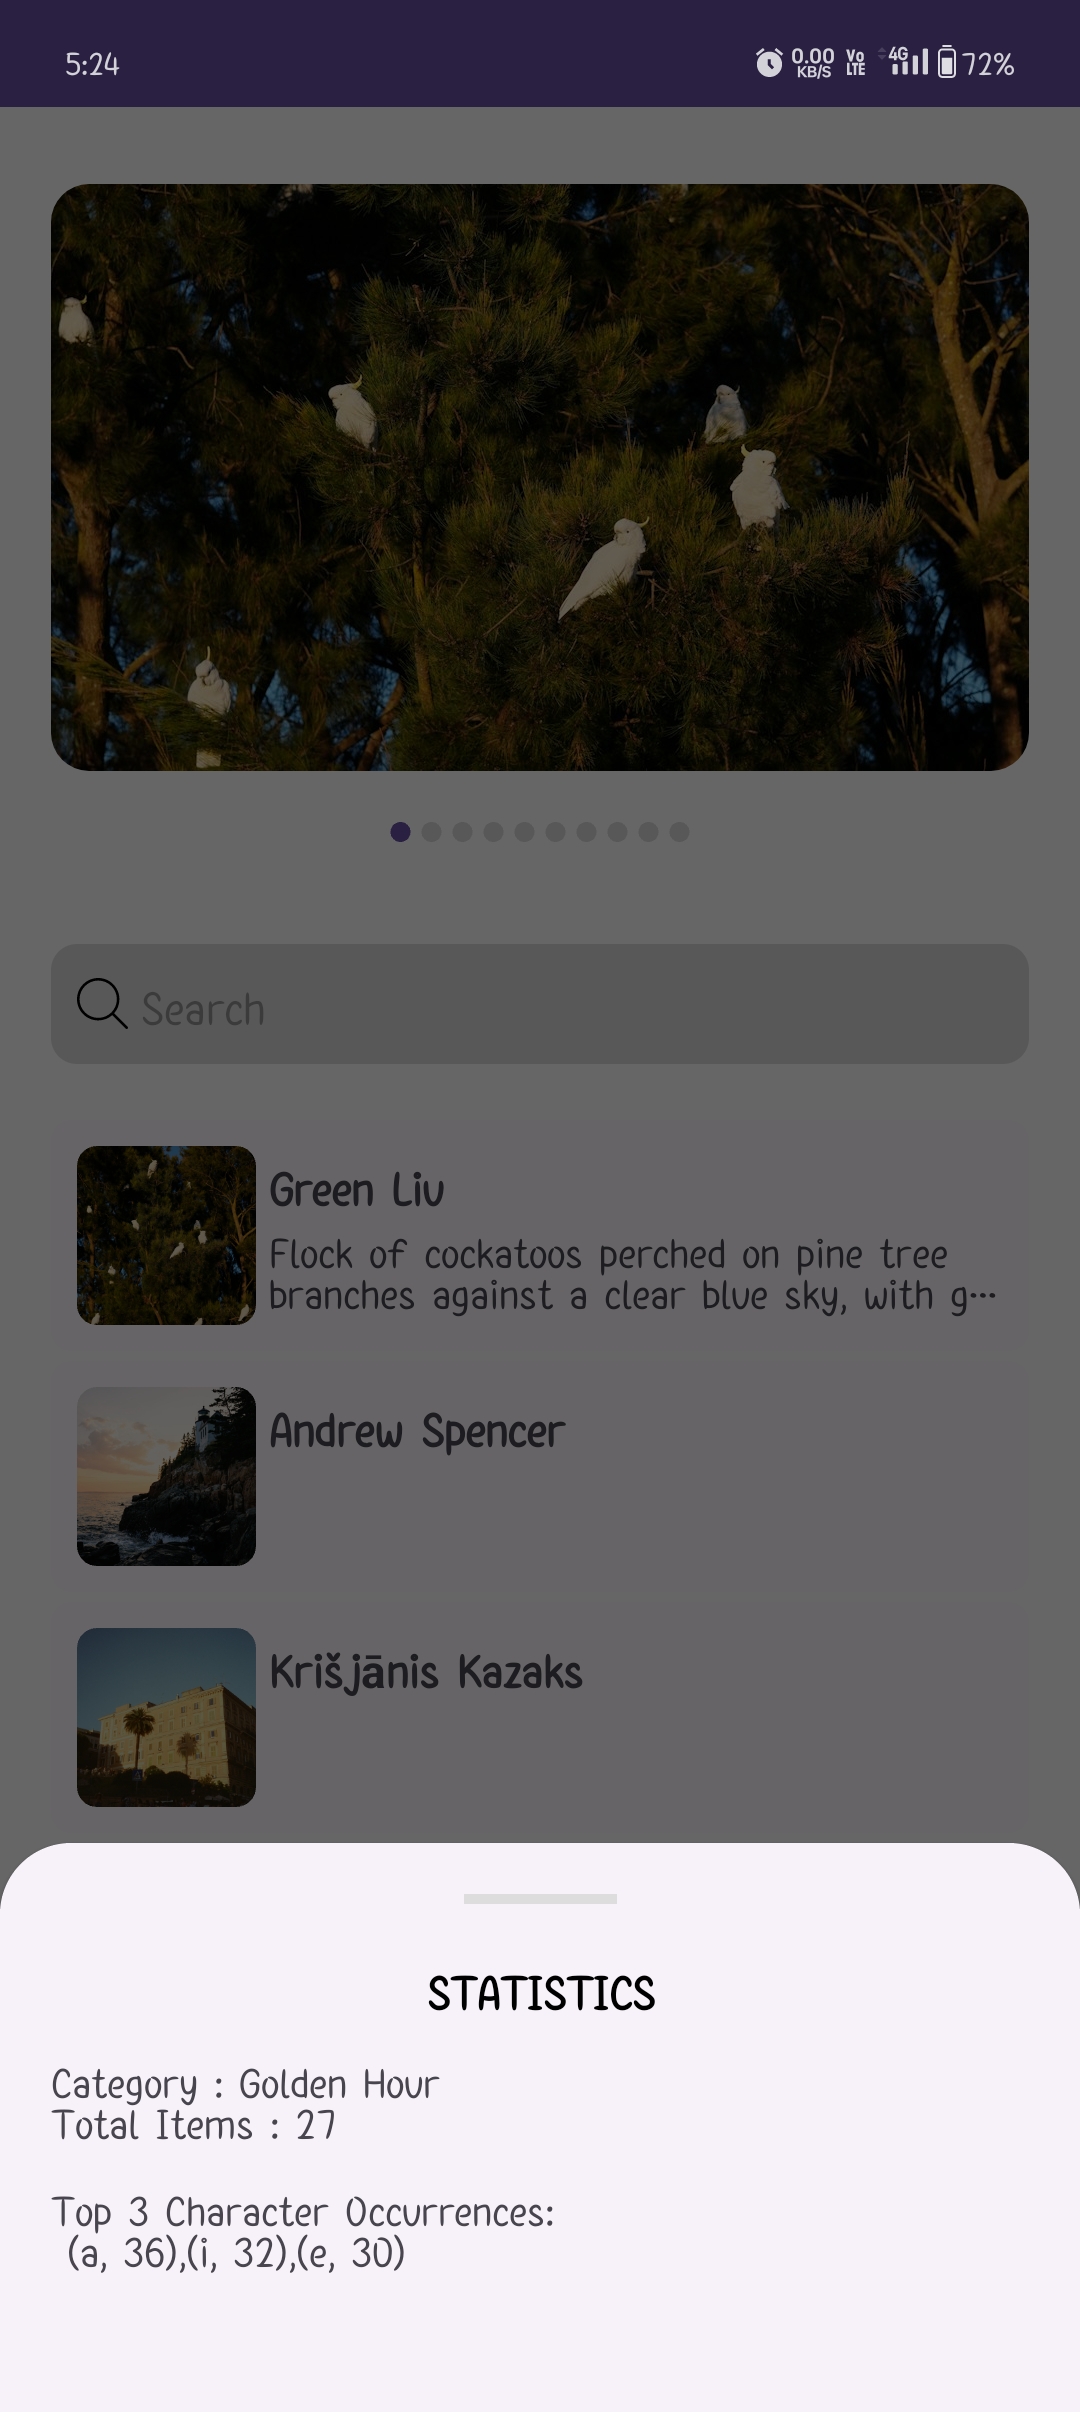 5:24
0.00 KB/S Vo LTE 4G 72%
Search
Green Liu
Flock of cockatoos perched on pine tree
branches against a clear blue sky, with g...
Andrew Spencer
Krišjānis Kazaks
STATISTICS
Category : Golden Hour
Total Items : 27
Top 3 Character Occurrences:
(a, 36),(i, 32),(e, 30)